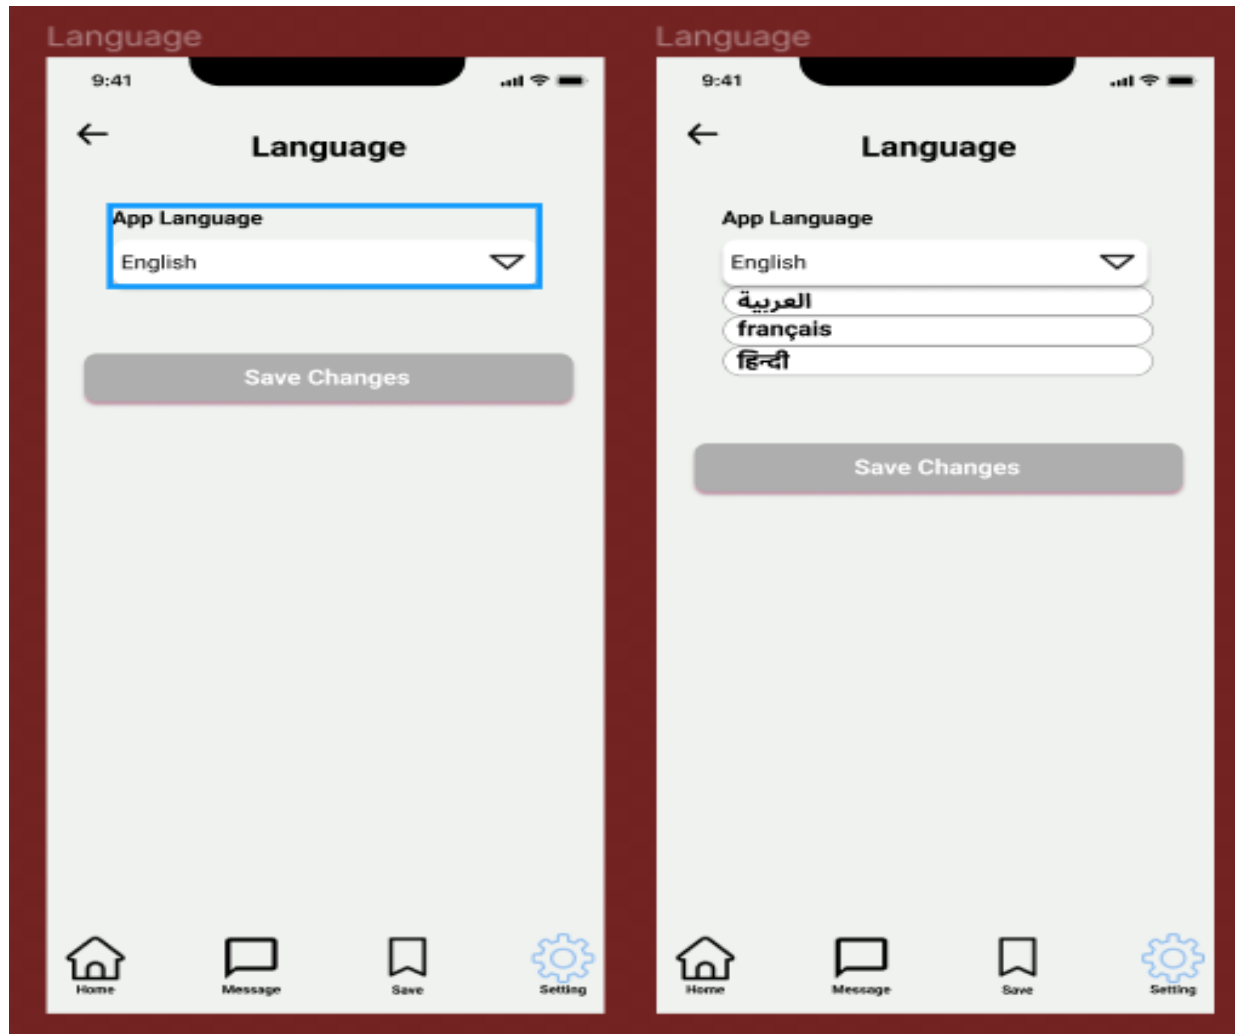 Language
9:41
Language
App Language
English
Save Changes
Home Message Save Setting
Language
9:41
Language
App Language
English
العربية
français
हिन्दी
Save Changes
Home Message Save Setting